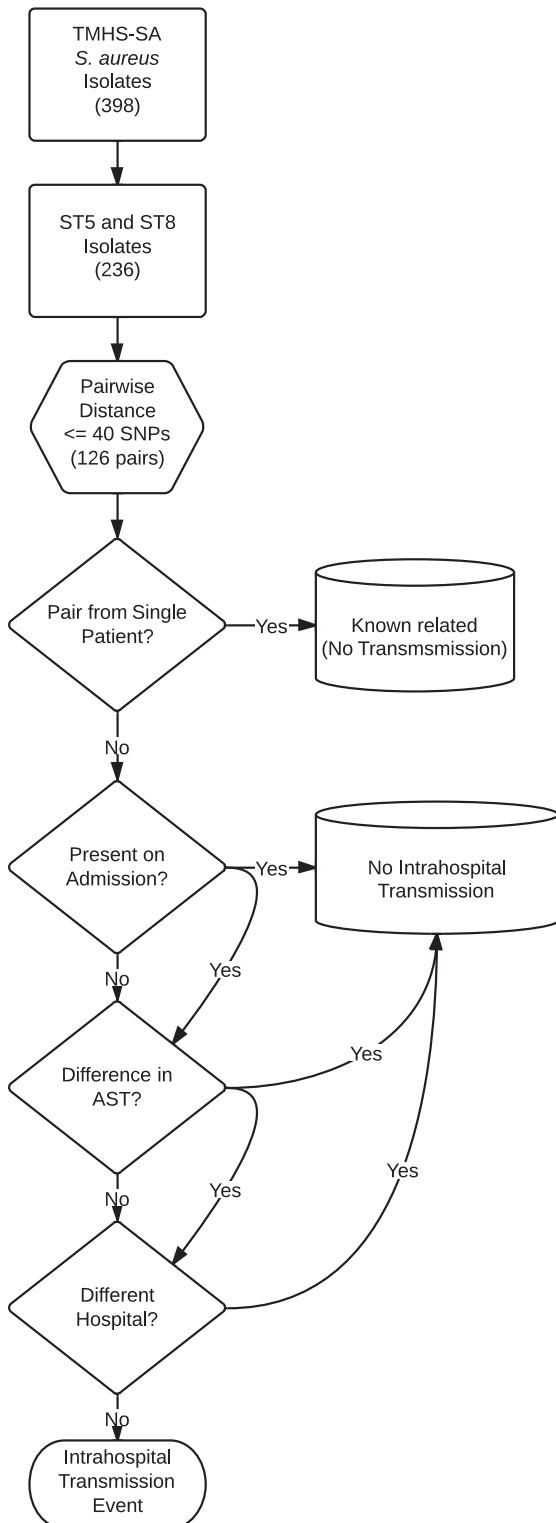 TMHS-SA
S. aureus
Isolates
(398)
ST5 and ST8
Isolates
(236)
Pairwise
Distance
<= 40 SNPs
(126 pairs)
Pair from Single
Patient?
Yes
Known related
(No Transmsmission)
No
Present on
Admission?
Yes
No Intrahospital
Transmission
Yes
No
Difference in
AST?
Yes
Yes
Yes
No
Different
Hospital?
No
Intrahospital
Transmission
Event